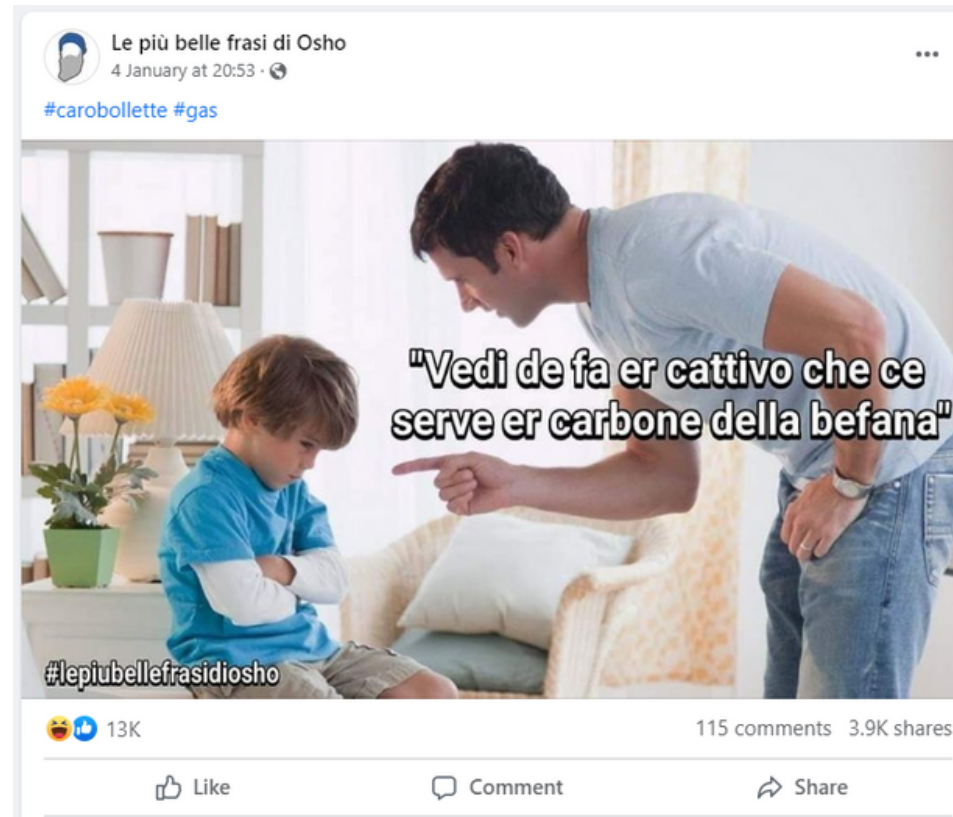 Le più belle frasi di Osho
4 January at 20:53 ·
#carobollette #gas
"Vedi de fa er cattivo che ce
serve er carbone della befana"
#lepiubellefrasidiosho
13K
115 comments 3.9K shares
Like Comment Share